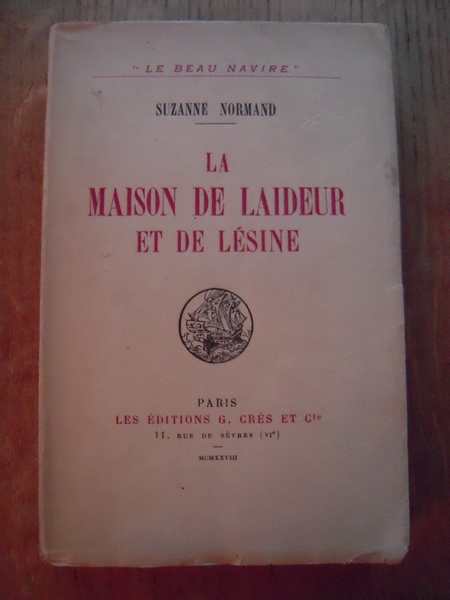 "LE BEAU NAVIRE"
SUZANNE NORMAND
LA
MAISON DE LAIDEUR
ET DE LÉSINE
PARIS
LES ÉDITIONS G. CRÈS ET Cie
11, RUE DE SÈVRES (VIe)
MCMXXVIII